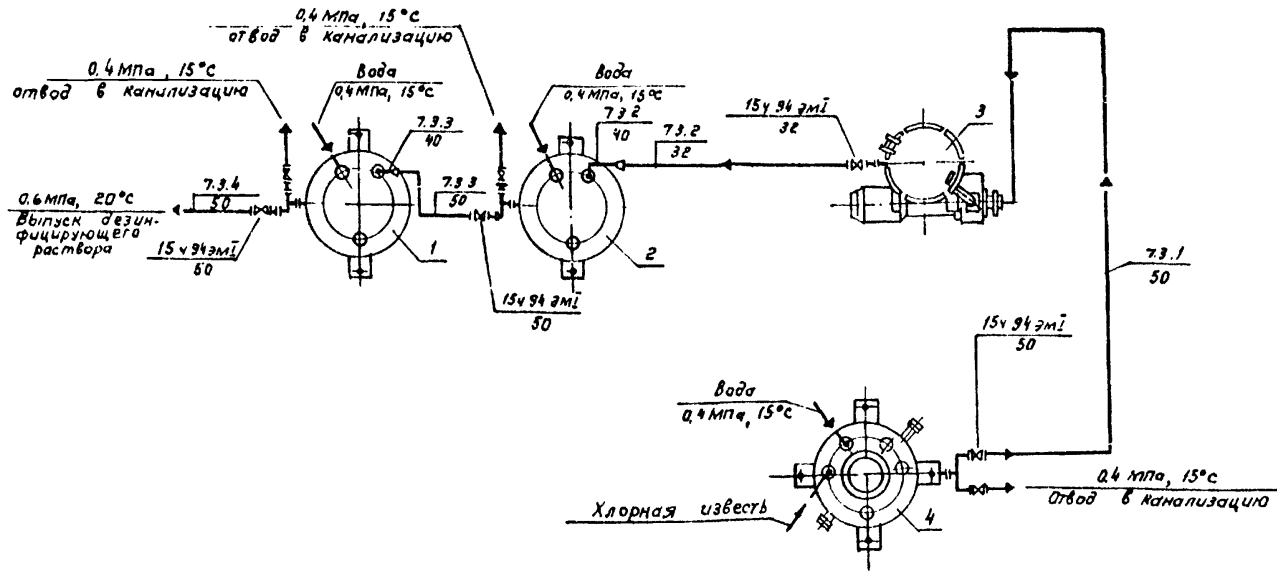 0,4 МПа, 15°С
отвод в канализацию
0,4 МПа, 15°С
отвод в канализацию
Вода
0,4 МПа, 15°С
Вода
0,4 МПа, 15°С
7.3.3
40
7.3.2
40
7.3.2
32
15ч 94 эмI
32
3
0,6 МПа, 20°С
Выпуск дезин-
фицирующего
раствора
7.3.4
50
15ч 94 эмI
50
7.3.3
50
15ч 94 эмI
50
1
2
7.3.1
50
15ч 94 эмI
50
Вода
0,4 МПа, 15°С
0,4 МПа, 15°С
Отвод в канализацию
Хлорная известь
4